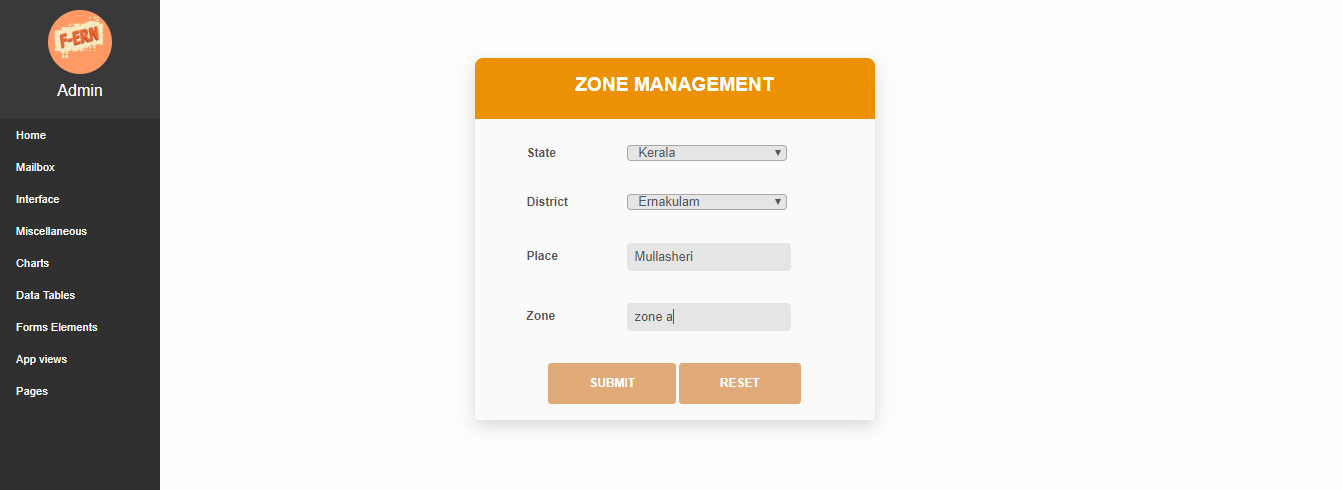 F-ERN
Admin
Home
Mailbox
Interface
Miscellaneous
Charts
Data Tables
Forms Elements
App views
Pages
ZONE MANAGEMENT
State Kerala
District Ernakulam
Place Mullasheri
Zone zone a
SUBMIT RESET